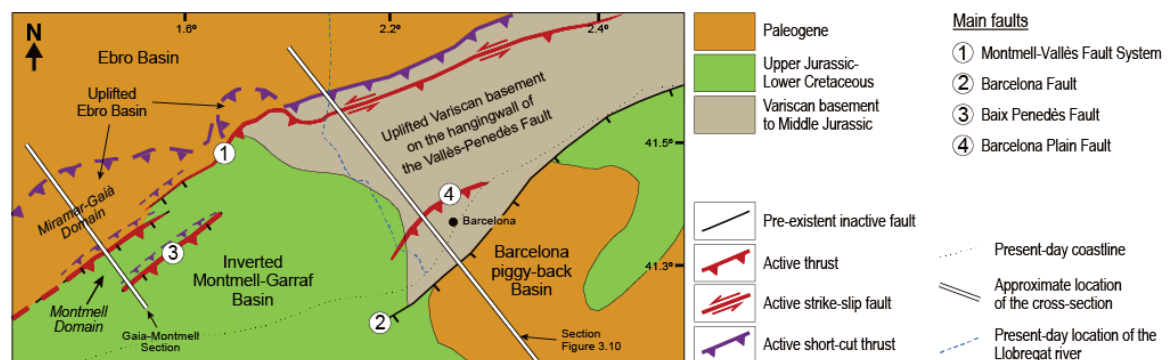 1.6º
2.2º
2.4º
N
Ebro Basin
Uplifted
Ebro Basin
Uplifted Variscan basement
on the hangingwall of
the Vallès-Penedès Fault
1
41.5º
Miramar-Gaià
Domain
4
Barcelona
3
Inverted
Montmell-Garraf
Basin
Barcelona
piggy-back
Basin
41.3º
Montmell
Domain
2
Gaia-Montmell
Section
Section
Figure 3.10
Paleogene
Upper Jurassic-
Lower Cretaceous
Variscan basement
to Middle Jurassic
Main faults
1 Montmell-Vallès Fault System
2 Barcelona Fault
3 Baix Penedès Fault
4 Barcelona Plain Fault
Pre-existent inactive fault
Active thrust
Active strike-slip fault
Active short-cut thrust
Present-day coastline
Approximate location
of the cross-section
Present-day location of the
Llobregat river